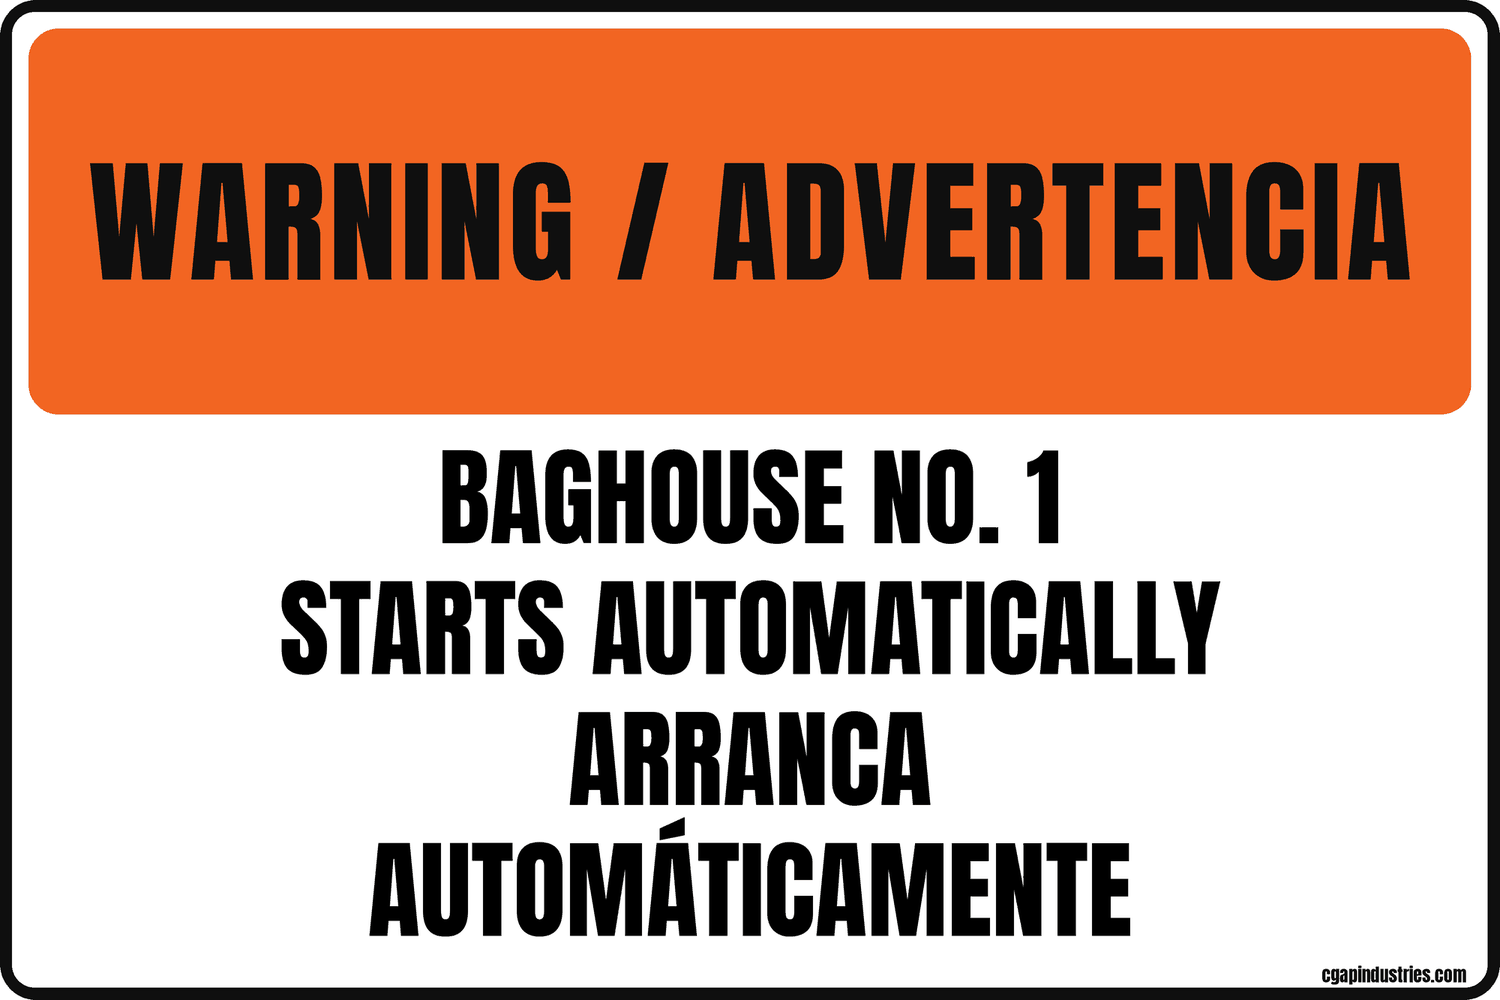 WARNING / ADVERTENCIA
BAGHOUSE NO. 1
STARTS AUTOMATICALLY
ARRANCA
AUTOMÁTICAMENTE
cgapindustries.com